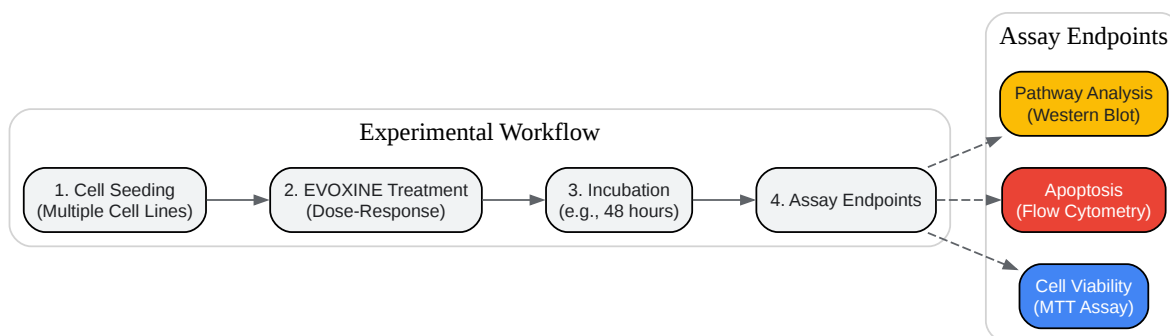 Experimental Workflow
1. Cell Seeding
(Multiple Cell Lines)
2. EVOXINE Treatment
(Dose-Response)
3. Incubation
(e.g., 48 hours)
4. Assay Endpoints
Assay Endpoints
Pathway Analysis
(Western Blot)
Apoptosis
(Flow Cytometry)
Cell Viability
(MTT Assay)